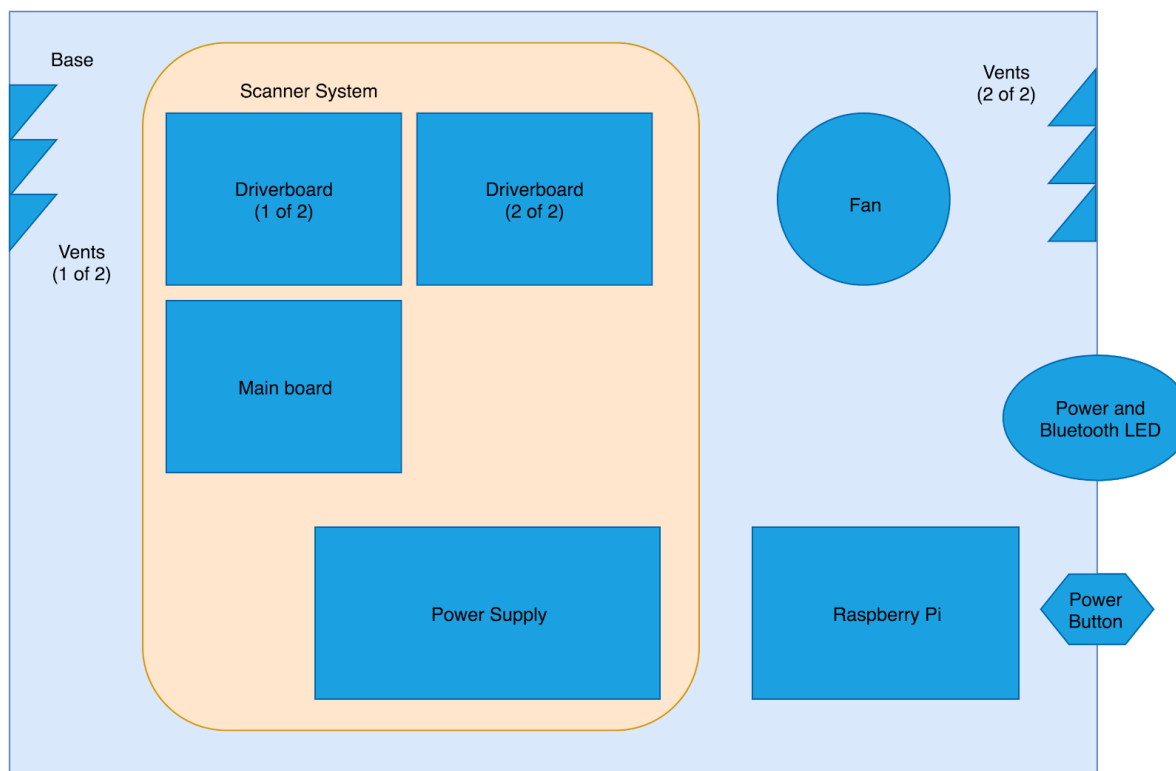 Base
Vents
(2 of 2)
Scanner System
Driverboard
(1 of 2)
Driverboard
(2 of 2)
Fan
Vents
(1 of 2)
Main board
Power and
Bluetooth LED
Power Supply
Raspberry Pi
Power
Button